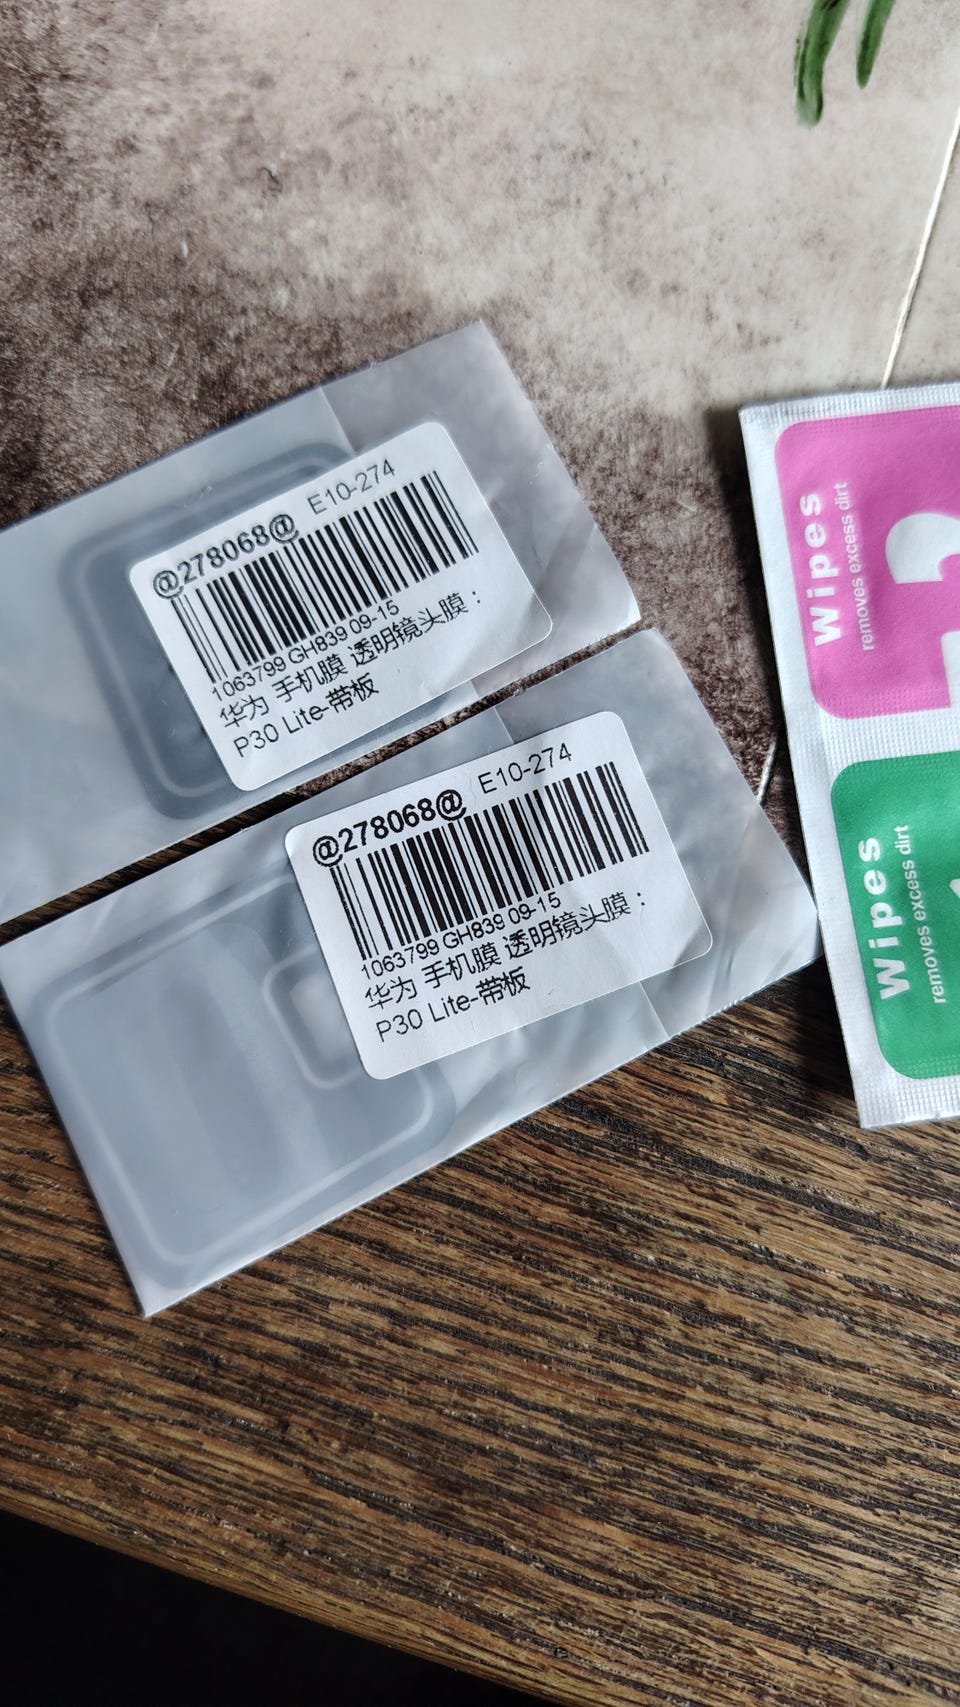 @278068@ E10-274
1063799 GH839 09-15
华为 手机膜 透明镜头膜：
P30 Lite-带板
@278068@ E10-274
1063799 GH839 09-15
华为 手机膜 透明镜头膜：
P30 Lite-带板
Wipes
removes excess dirt
2
Wipes
removes excess dirt